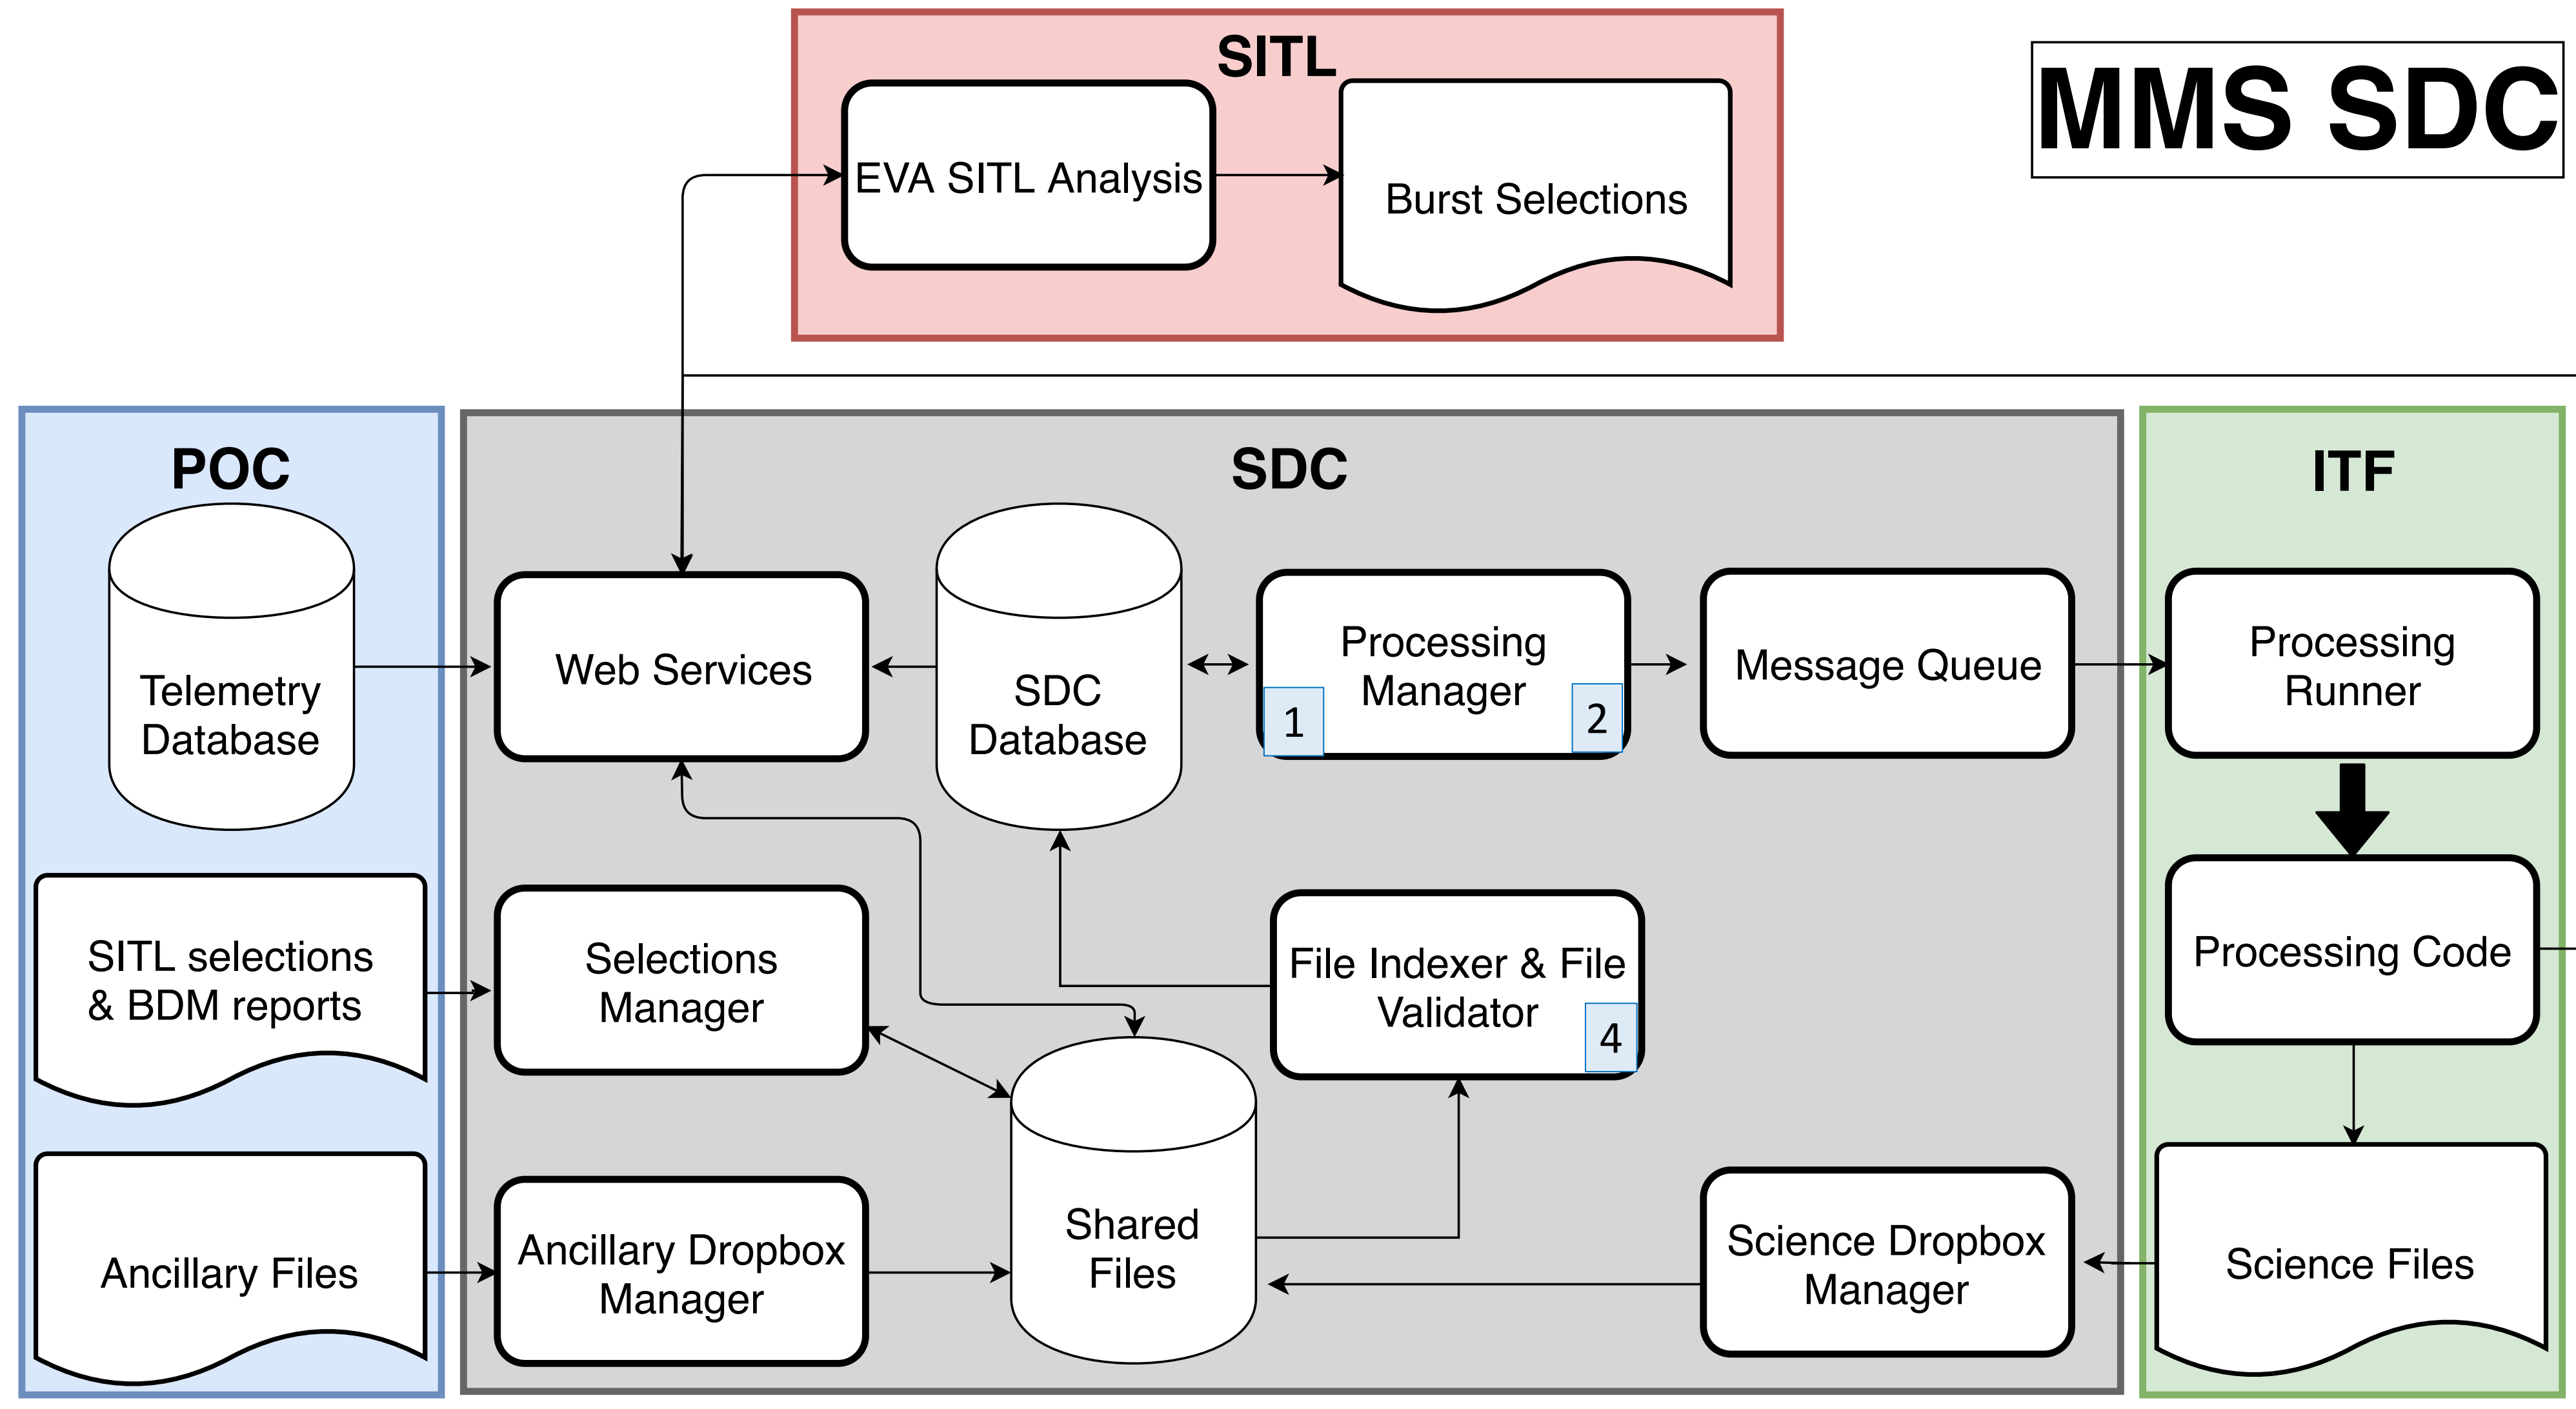 SITL
MMS SDC
EVA SITL Analysis
Burst Selections
POC
SDC
ITF
Telemetry
Database
Web Services
SDC
Database
Processing
Manager
1
2
Message Queue
Processing
Runner
SITL selections
& BDM reports
Selections
Manager
File Indexer & File
Validator
4
Processing Code
Ancillary Files
Ancillary Dropbox
Manager
Shared
Files
Science Dropbox
Manager
Science Files